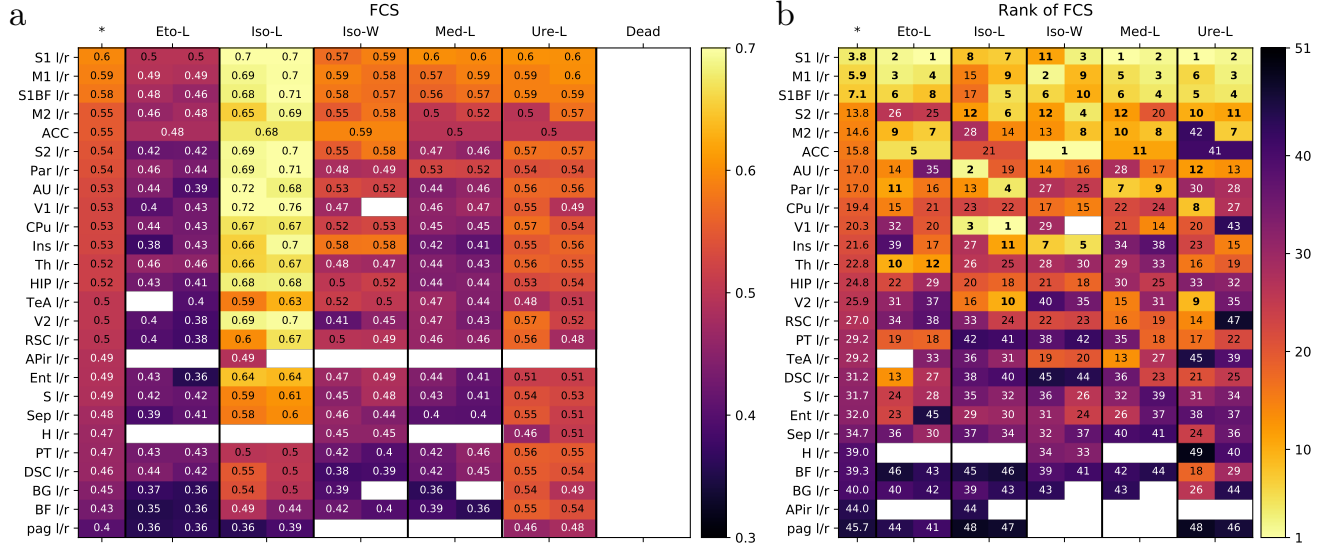 a FCS
* Eto-L Iso-L Iso-W Med-L Ure-L Dead
S1 l/r 0.6 0.5 0.5 0.7 0.7 0.57 0.59 0.6 0.6 0.6 0.6
M1 l/r 0.59 0.49 0.49 0.69 0.7 0.59 0.58 0.57 0.59 0.59 0.6
S1BF l/r 0.58 0.48 0.46 0.68 0.71 0.58 0.58 0.56 0.57 0.59 0.59
M2 l/r 0.55 0.46 0.48 0.65 0.69 0.55 0.58 0.5 0.52 0.5 0.57
ACC 0.55 0.48 0.68 0.59 0.5 0.5
S2 l/r 0.54 0.42 0.42 0.69 0.7 0.55 0.58 0.47 0.46 0.57 0.57
Par l/r 0.54 0.46 0.44 0.69 0.71 0.48 0.49 0.53 0.52 0.54 0.54
AU l/r 0.53 0.44 0.39 0.72 0.68 0.53 0.52 0.44 0.46 0.56 0.56
V1 l/r 0.53 0.4 0.43 0.72 0.76 0.47 0.46 0.47 0.55 0.49
CPu l/r 0.53 0.44 0.43 0.67 0.67 0.52 0.53 0.46 0.45 0.57 0.54
Ins l/r 0.53 0.38 0.43 0.66 0.7 0.58 0.58 0.42 0.41 0.55 0.56
Th l/r 0.52 0.46 0.46 0.66 0.67 0.48 0.48 0.44 0.43 0.56 0.55
HIP l/r 0.52 0.43 0.41 0.68 0.68 0.5 0.52 0.44 0.44 0.53 0.54
TeA l/r 0.5 0.4 0.59 0.63 0.52 0.5 0.47 0.44 0.48 0.51
V2 l/r 0.5 0.4 0.38 0.69 0.7 0.41 0.45 0.47 0.43 0.57 0.52
RSC l/r 0.5 0.4 0.38 0.6 0.67 0.5 0.49 0.46 0.46 0.56 0.48
APir l/r 0.49 0.49
Ent l/r 0.49 0.43 0.36 0.64 0.64 0.47 0.49 0.44 0.41 0.51 0.51
S l/r 0.49 0.44 0.42 0.59 0.61 0.45 0.48 0.43 0.41 0.54 0.53
Sep l/r 0.48 0.39 0.41 0.58 0.6 0.46 0.44 0.4 0.4 0.55 0.51
H l/r 0.47 0.45 0.45 0.46 0.51
PT l/r 0.47 0.43 0.43 0.5 0.5 0.42 0.4 0.42 0.46 0.56 0.55
DSC l/r 0.46 0.44 0.42 0.55 0.5 0.38 0.39 0.42 0.45 0.55 0.54
BG l/r 0.45 0.37 0.36 0.54 0.5 0.39 0.36 0.54 0.49
BF l/r 0.43 0.35 0.36 0.49 0.44 0.42 0.4 0.39 0.36 0.55 0.54
pag l/r 0.4 0.36 0.36 0.36 0.39 0.46 0.48
0.7
0.6
0.5
0.4
0.3
b Rank of FCS
* Eto-L Iso-L Iso-W Med-L Ure-L
S1 l/r 3.8 2 1 8 7 11 3 1 2 1 2
M1 l/r 5.9 3 4 15 9 2 9 5 3 6 3
S1BF l/r 7.1 6 8 17 5 6 10 6 4 5 4
S2 l/r 13.8 26 25 12 6 12 4 12 20 10 11
M2 l/r 14.6 9 7 28 14 13 8 10 8 42 7
ACC 15.8 5 21 1 11 41
AU l/r 17.0 14 35 2 19 14 16 28 17 12 13
Par l/r 17.0 11 16 13 4 27 25 7 9 30 28
CPu l/r 19.4 15 21 23 22 17 15 22 24 8 27
V1 l/r 20.3 32 20 3 1 29 21 14 20 43
Ins l/r 21.6 39 17 27 11 7 5 34 38 23 15
Th l/r 22.8 10 12 26 25 28 30 30 33 16 19
HIP l/r 24.8 22 29 20 18 21 18 29 30 33 32
V2 l/r 25.9 31 37 16 10 40 35 15 31 9 35
RSC l/r 27.0 34 38 33 24 22 23 16 19 14 47
PT l/r 29.2 19 18 42 41 38 42 35 18 17 22
TeA l/r 29.2 33 36 31 19 20 13 27 45 39
DSC l/r 31.2 13 27 38 40 45 44 36 23 21 25
S l/r 31.7 24 28 35 32 36 26 32 39 31 34
Ent l/r 32.0 23 45 29 30 31 24 26 37 38 37
Sep l/r 34.7 36 30 37 34 32 37 40 41 24 36
H l/r 39.0 34 33 49 40
BF l/r 39.3 46 43 45 46 39 41 42 44 18 29
BG l/r 40.0 40 42 39 43 43 43 26 44
APir l/r 44.0 44
pag l/r 45.7 44 41 48 47 48 46
51
40
30
20
10
1